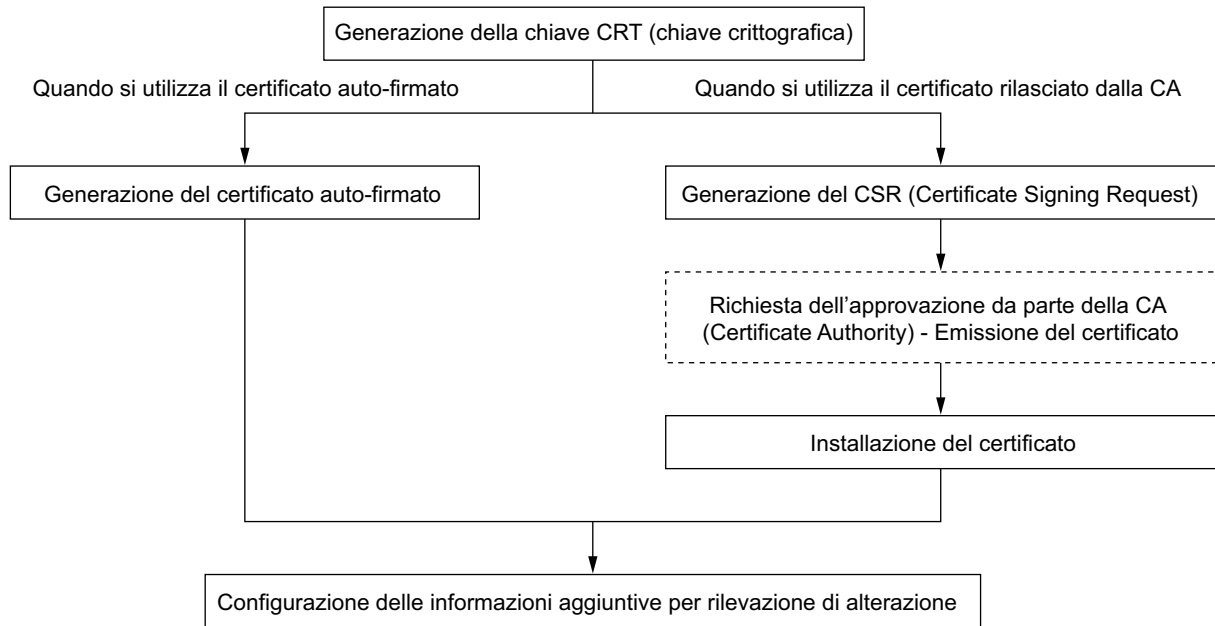 Generazione della chiave CRT (chiave crittografica)
Quando si utilizza il certificato auto-firmato
Quando si utilizza il certificato rilasciato dalla CA
Generazione del certificato auto-firmato
Generazione del CSR (Certificate Signing Request)
Richiesta dell’approvazione da parte della CA
(Certificate Authority) - Emissione del certificato
Installazione del certificato
Configurazione delle informazioni aggiuntive per rilevazione di alterazione